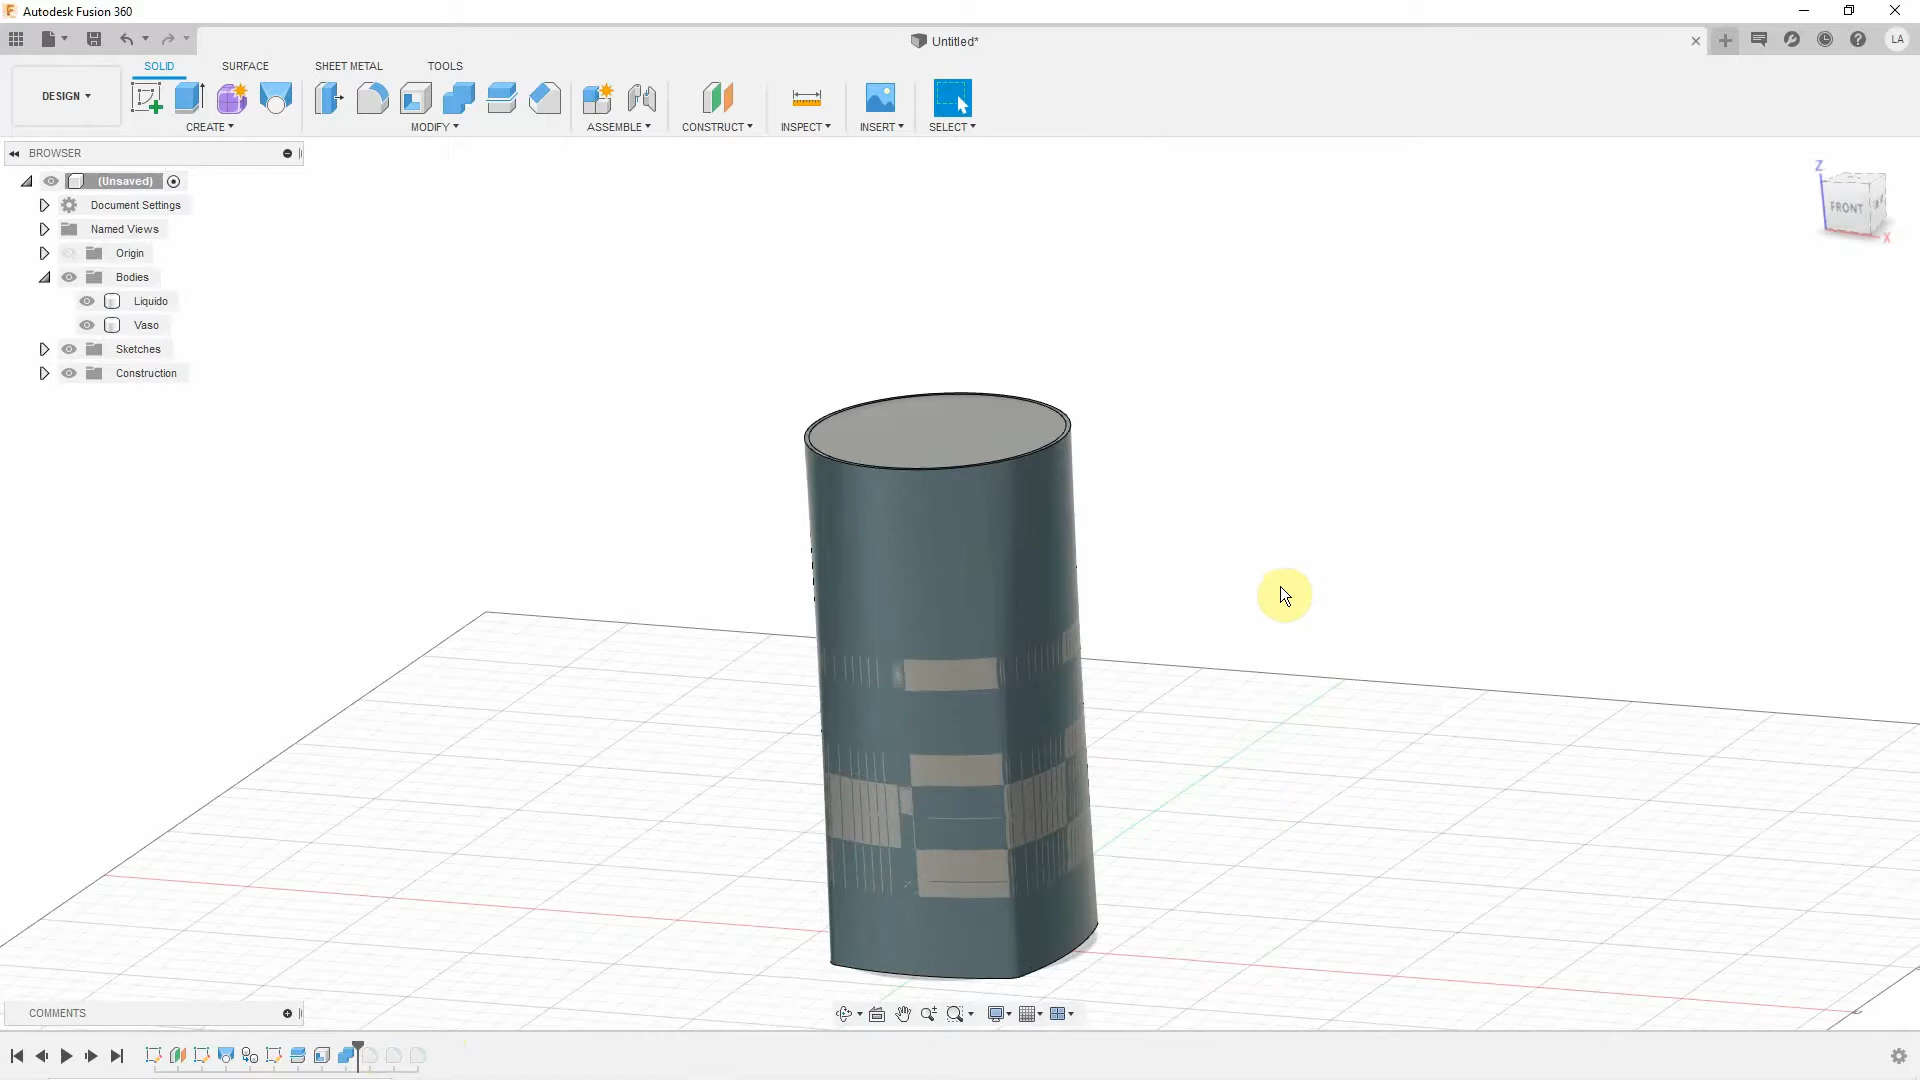 Autodesk Fusion 360
Untitled*
LA
SOLID SURFACE SHEET METAL TOOLS
DESIGN
CREATE MODIFY ASSEMBLE CONSTRUCT INSPECT INSERT SELECT
BROWSER
(Unsaved)
Document Settings
Named Views
Origin
Bodies
Liquido
Vaso
Sketches
Construction
Z
FRONT
X
COMMENTS